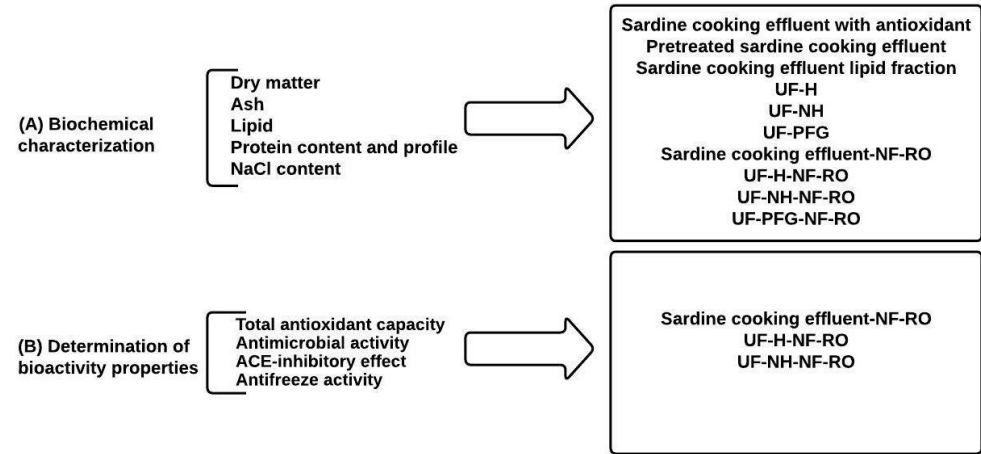 (A) Biochemical
characterization
Dry matter
Ash
Lipid
Protein content and profile
NaCl content
Sardine cooking effluent with antioxidant
Pretreated sardine cooking effluent
Sardine cooking effluent lipid fraction
UF-H
UF-NH
UF-PFG
Sardine cooking effluent-NF-RO
UF-H-NF-RO
UF-NH-NF-RO
UF-PFG-NF-RO
(B) Determination of
bioactivity properties
Total antioxidant capacity
Antimicrobial activity
ACE-inhibitory effect
Antifreeze activity
Sardine cooking effluent-NF-RO
UF-H-NF-RO
UF-NH-NF-RO